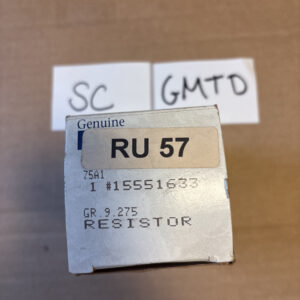 SC
GMTD
Genuine
RU 57
75A1
1 #15551633
GR.9.275
RESISTOR